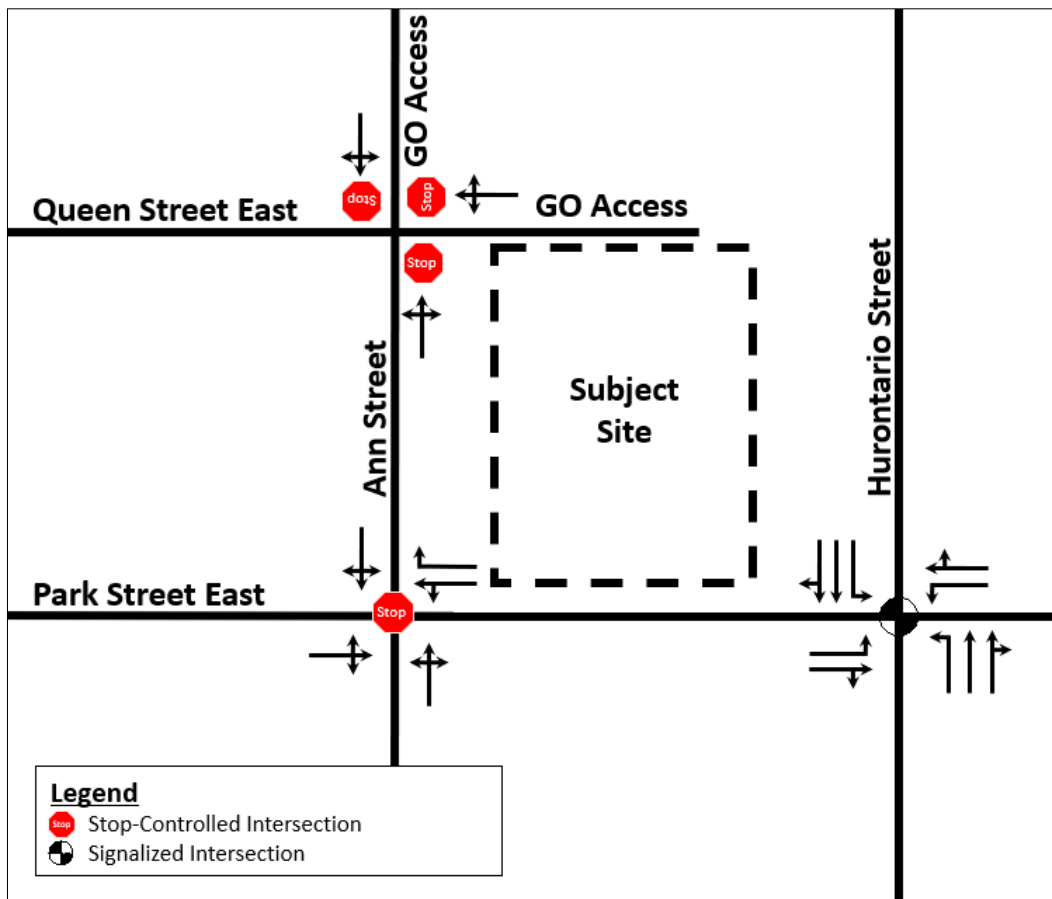 GO Access
Stop
Stop
Queen Street East
GO Access
Stop
Hurontario Street
Ann Street
Subject
Site
Park Street East
Stop
Legend
Stop
Stop-Controlled Intersection
Signalized Intersection